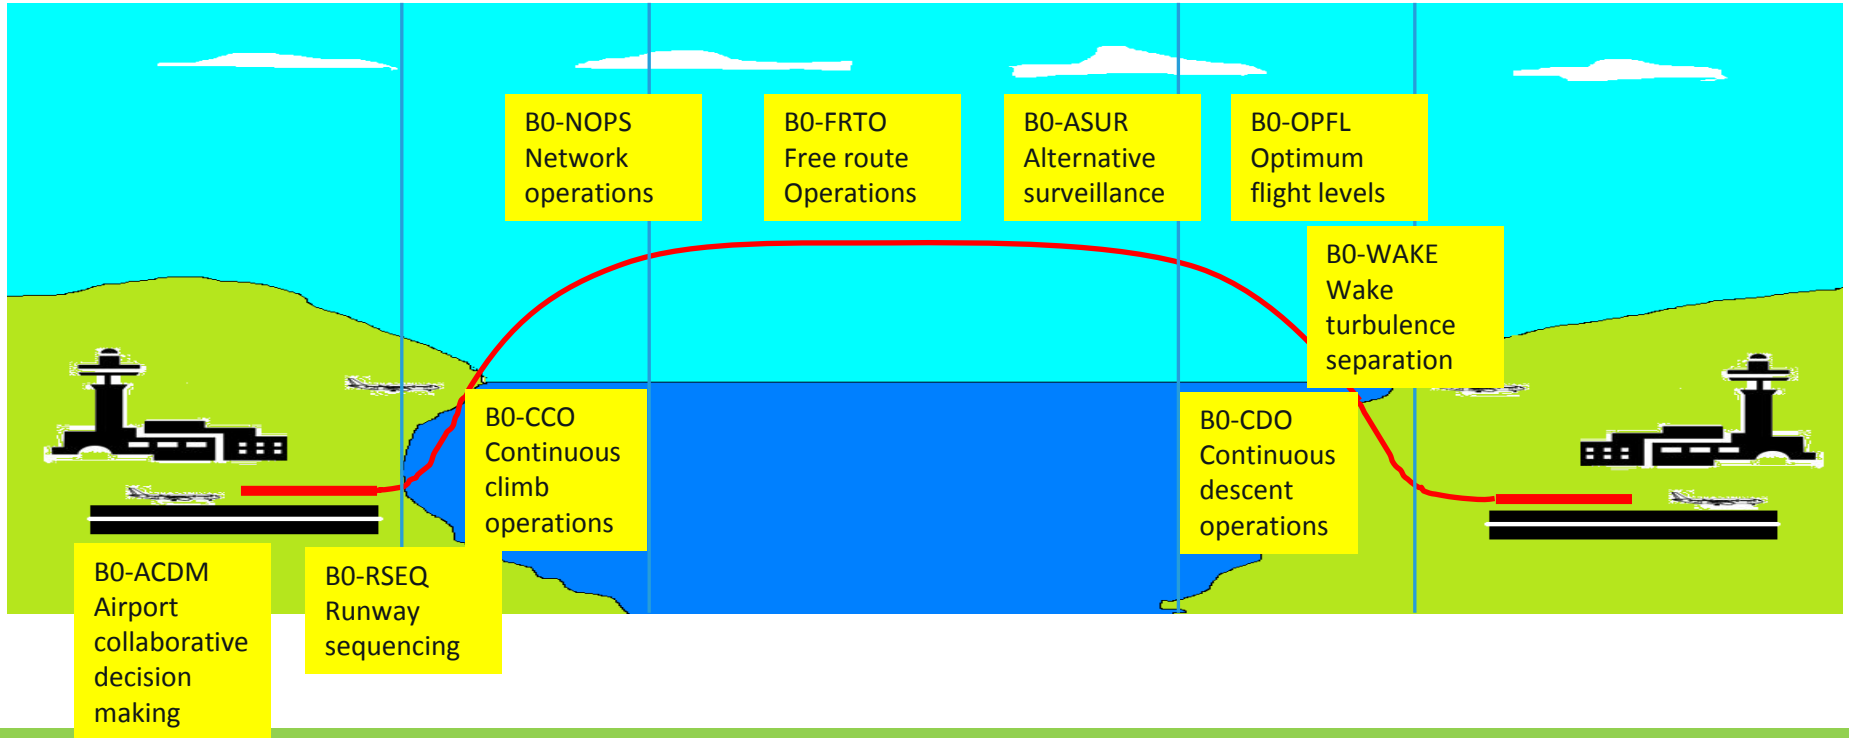 B0-NOPS
Network
operations
B0-FRTO
Free route
Operations
B0-ASUR
Alternative
surveillance
B0-OPFL
Optimum
flight levels
B0-WAKE
Wake
turbulence
separation
B0-CCO
Continuous
climb
operations
B0-CDO
Continuous
descent
operations
B0-ACDM
Airport
collaborative
decision
making
B0-RSEQ
Runway
sequencing